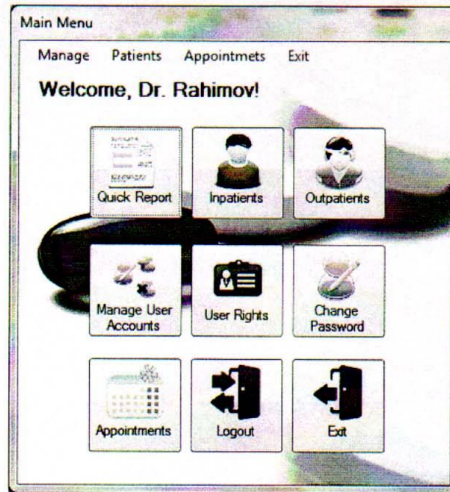 Main Menu
Manage Patients Appointmets Exit
Welcome, Dr. Rahimov!
Quick Report Inpatients Outpatients
Manage User Accounts User Rights Change Password
Appointments Logout Exit